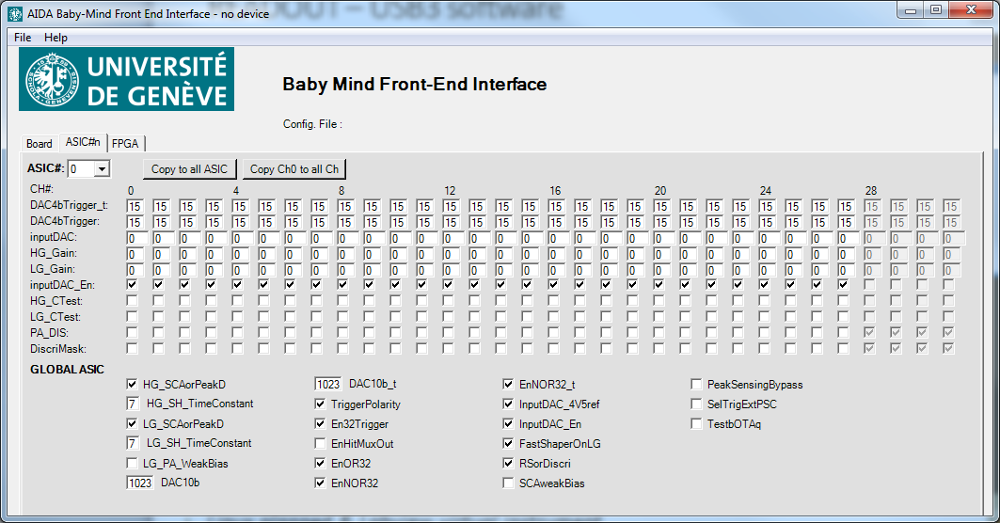 READOUT – USB3 software
AIDA Baby-Mind Front End Interface - no device
File Help
UNIVERSITÉ
DE GENÈVE
Baby Mind Front-End Interface
Config. File :
Board ASIC#n FPGA
ASIC#: 0 Copy to all ASIC Copy Ch0 to all Ch
CH#: 0 4 8 12 16 20 24 28
DAC4bTrigger_t: 15 15 15 15 15 15 15 15 15 15 15 15 15 15 15 15 15 15 15 15 15 15 15 15 15 15 15 15 15 15 15 15
DAC4bTrigger: 15 15 15 15 15 15 15 15 15 15 15 15 15 15 15 15 15 15 15 15 15 15 15 15 15 15 15 15 15 15 15 15
inputDAC: 0 0 0 0 0 0 0 0 0 0 0 0 0 0 0 0 0 0 0 0 0 0 0 0 0 0 0 0 0 0 0 0
HG_Gain: 0 0 0 0 0 0 0 0 0 0 0 0 0 0 0 0 0 0 0 0 0 0 0 0 0 0 0 0 0 0 0 0
LG_Gain: 0 0 0 0 0 0 0 0 0 0 0 0 0 0 0 0 0 0 0 0 0 0 0 0 0 0 0 0 0 0 0 0
inputDAC_En:
HG_CTest:
LG_CTest:
PA_DIS:
DiscriMask:
GLOBAL ASIC
HG_SCAorPeakD 1023 DAC10b_t EnNOR32_t PeakSensingBypass
7 HG_SH_TimeConstant TriggerPolarity InputDAC_4V5ref SelTrigExtPSC
LG_SCAorPeakD En32Trigger InputDAC_En TestbOTAq
7 LG_SH_TimeConstant EnHitMuxOut FastShaperOnLG
LG_PA_WeakBias EnOR32 RSorDiscri
1023 DAC10b EnNOR32 SCAweakBias